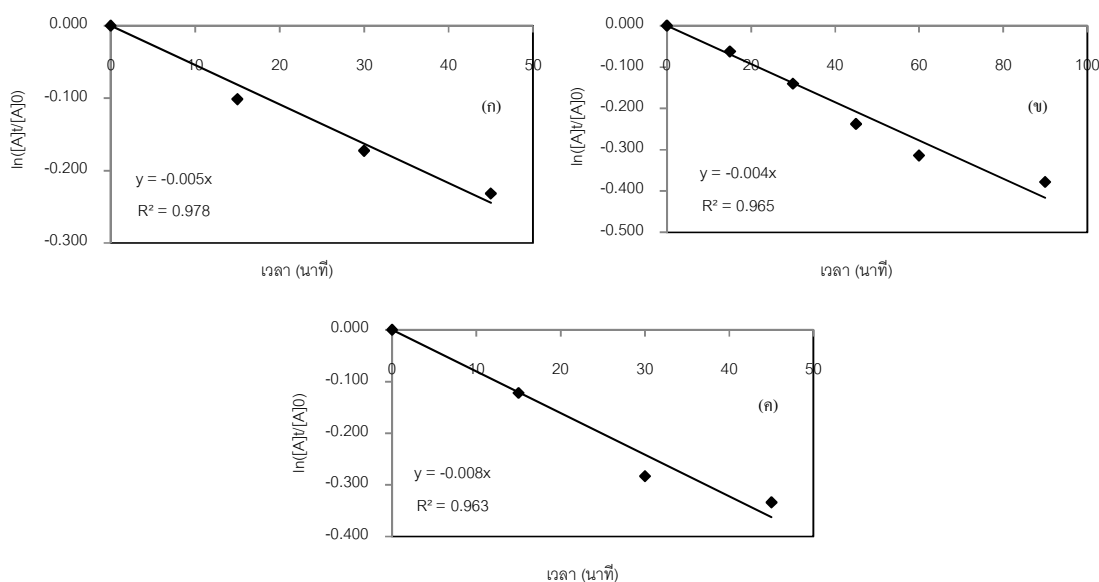 0.000
-0.100
-0.200
-0.300
0 10 20 30 40 50
ln([A]t/[A]0)
(ก)
y = -0.005x
R² = 0.978
เวลา (นาที)
0.000
-0.100
-0.200
-0.300
-0.400
-0.500
0 20 40 60 80 100
ln([A]t/[A]0)
(ข)
y = -0.004x
R² = 0.965
เวลา (นาที)
0.000
-0.100
-0.200
-0.300
-0.400
0 10 20 30 40 50
ln([A]t/[A]0)
(ค)
y = -0.008x
R² = 0.963
เวลา (นาที)